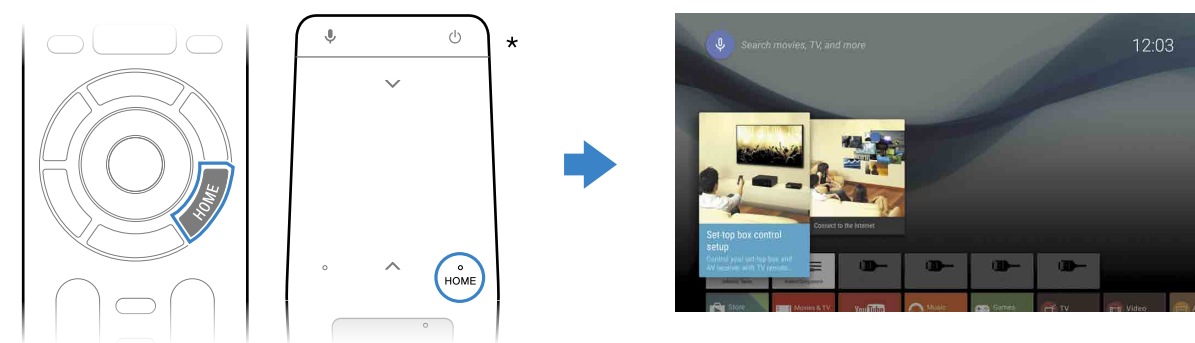 HOME
HOME
*
Search movies, TV, and more
12:03
Set-top box control
setup
Control your set-top box and
AV receiver with TV remote...
Connect to the Internet
Store
Movies & TV
YouTube
Music
Games
TV
Video